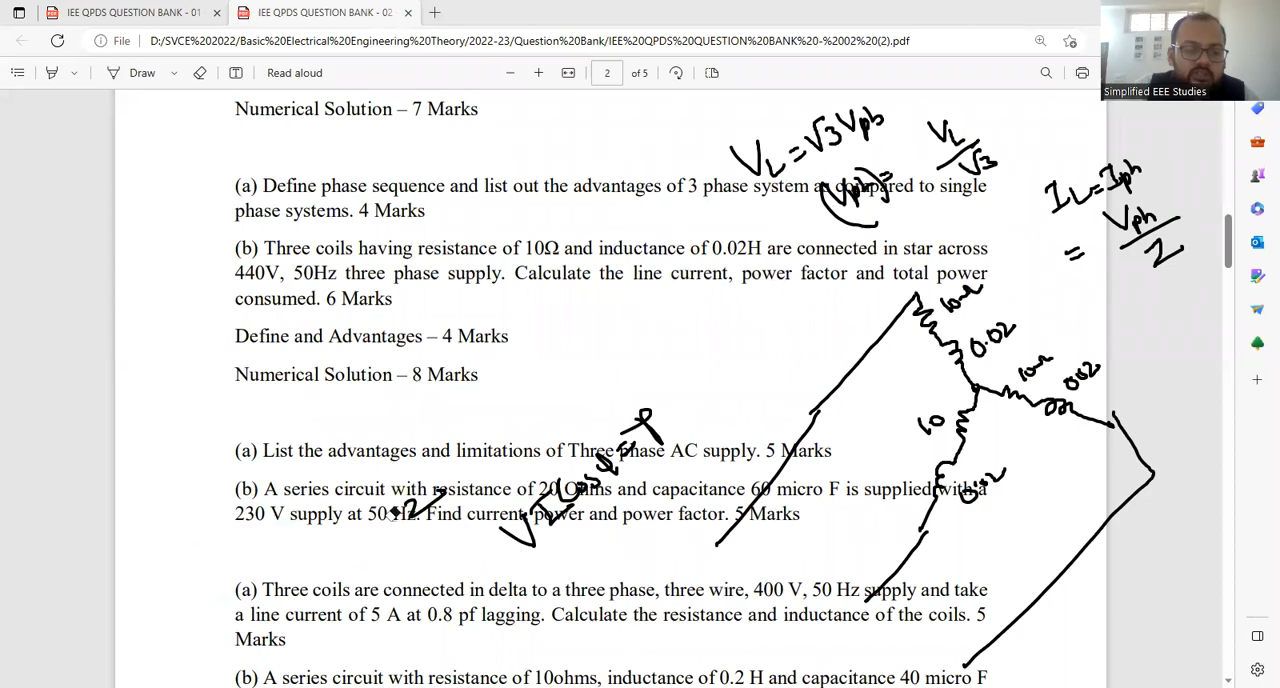 IEE QPDS QUESTION BANK - 01
IEE QPDS QUESTION BANK - 02
File
D:/SVCE%202022/Basic%20Electrical%20Engineering%20Theory/2022-23/Question%20Bank/IEE%20QPDS%20QUESTION%20BANK%20-%2002%20(2).pdf
Draw
Read aloud
2 of 5
Simplified EEE Studies
Numerical Solution – 7 Marks
VL = √3 Vph
(Vph) = VL/√3
IL = Iph
= Vph/Z
(a) Define phase sequence and list out the advantages of 3 phase system as compared to single
phase systems. 4 Marks
(b) Three coils having resistance of 10Ω and inductance of 0.02H are connected in star across
440V, 50Hz three phase supply. Calculate the line current, power factor and total power
consumed. 6 Marks
10Ω
0.02
10Ω
0.02
10
0.02
Define and Advantages – 4 Marks
Numerical Solution – 8 Marks
(a) List the advantages and limitations of Three phase AC supply. 5 Marks
(b) A series circuit with resistance of 20 Ohms and capacitance 60 micro F is supplied with a
230 V supply at 50 Hz. Find current, power and power factor. 5 Marks
(a) Three coils are connected in delta to a three phase, three wire, 400 V, 50 Hz supply and take
a line current of 5 A at 0.8 pf lagging. Calculate the resistance and inductance of the coils. 5
Marks
(b) A series circuit with resistance of 10ohms, inductance of 0.2 H and capacitance 40 micro F